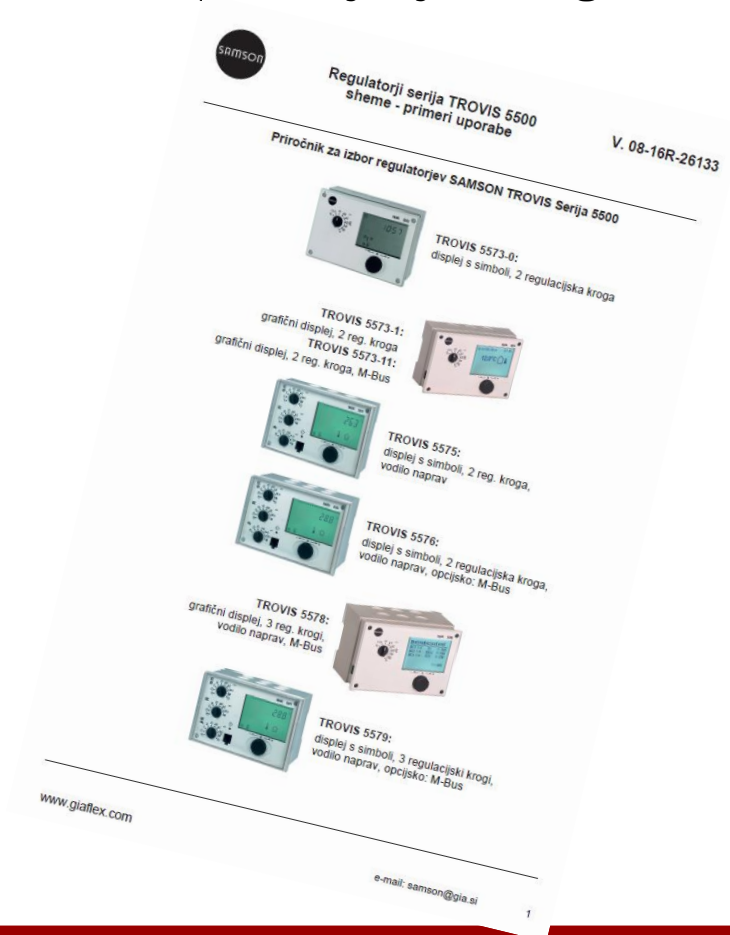 SAMSON
Regulatorji serija TROVIS 5500
sheme - primeri uporabe
V. 08-16R-26133
Priročnik za izbor regulatorjev SAMSON TROVIS Serija 5500
TROVIS 5573-0:
displej s simboli, 2 regulacijska kroga
TROVIS 5573-1:
grafični displej, 2 reg. kroga
TROVIS 5573-11:
grafični displej, 2 reg. kroga, M-Bus
TROVIS 5575:
displej s simboli, 2 reg. kroga,
vodilo naprav
TROVIS 5576:
displej s simboli, 2 regulacijska kroga,
vodilo naprav, opcijsko: M-Bus
TROVIS 5578:
grafični displej, 3 reg. krogi,
vodilo naprav, M-Bus
TROVIS 5579:
displej s simboli, 3 regulacijski krogi,
vodilo naprav, opcijsko: M-Bus
www.giaflex.com
e-mail: samson@gia.si
1